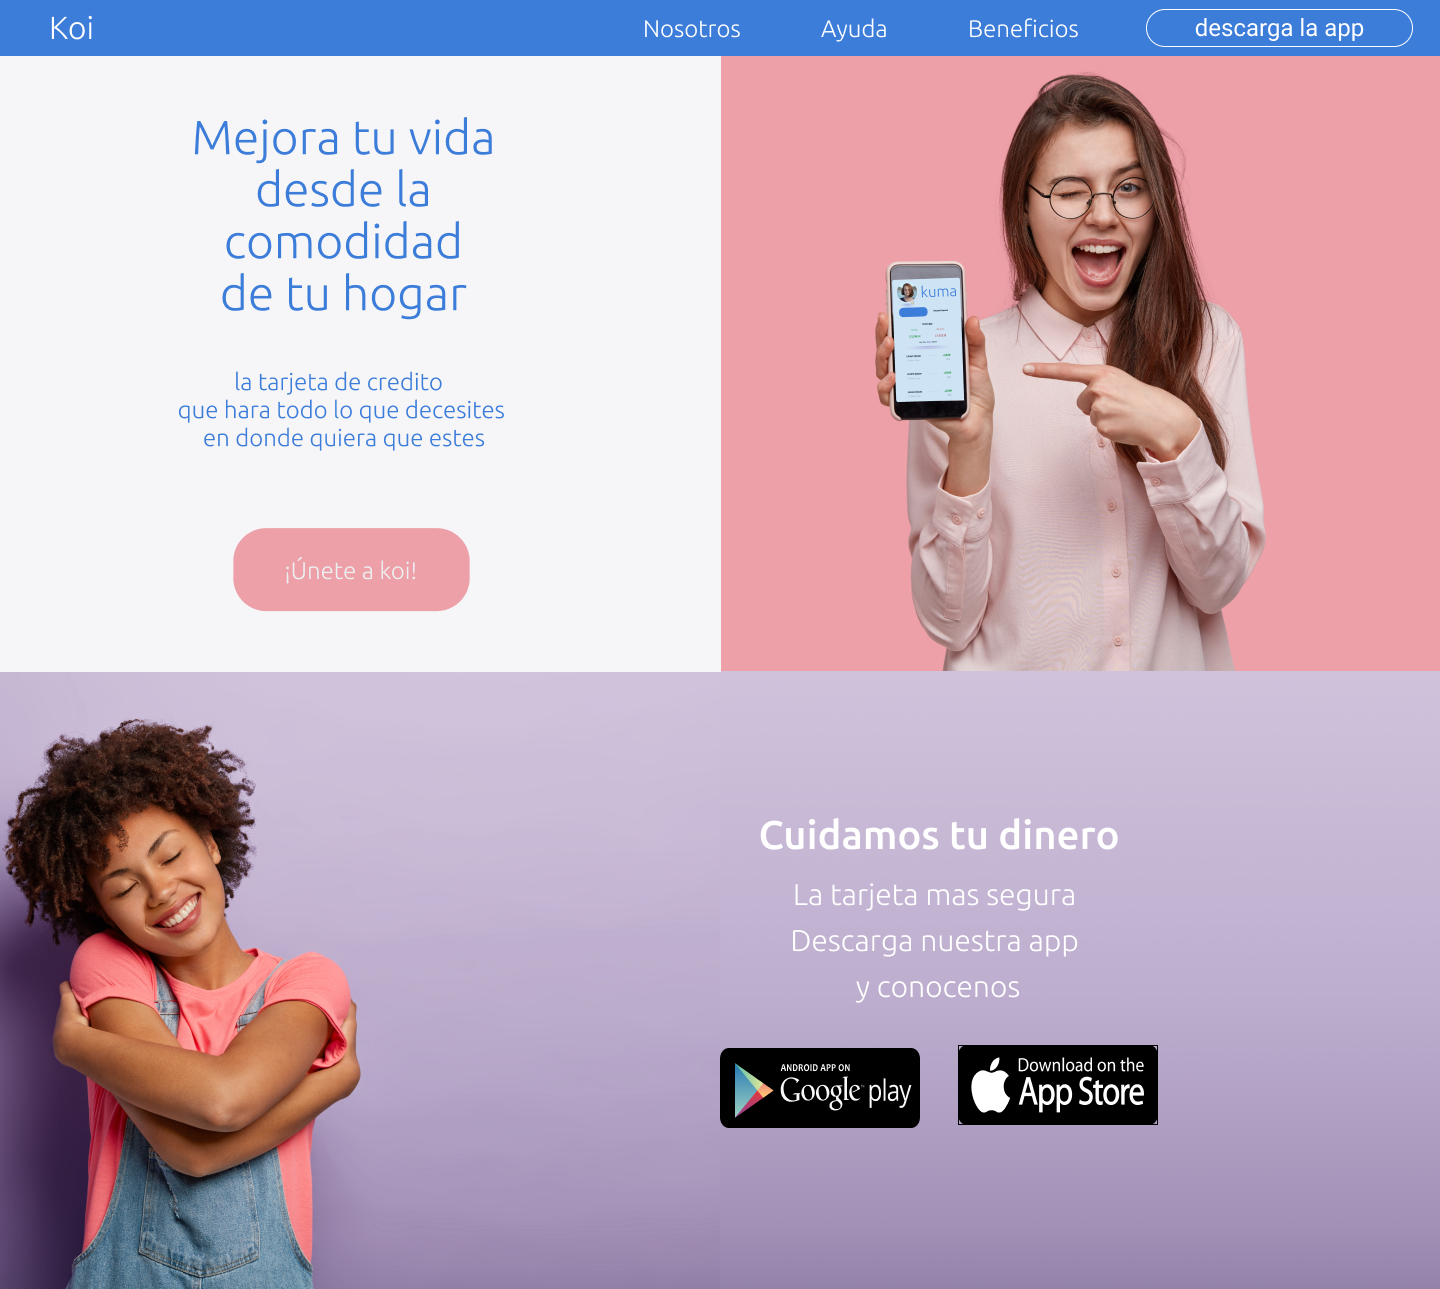 Koi
Nosotros
Ayuda
Beneficios
descarga la app
Mejora tu vida
desde la
comodidad
de tu hogar
la tarjeta de credito
que hara todo lo que decesites
en donde quiera que estes
¡Únete a koi!
kuma
Cuidamos tu dinero
La tarjeta mas segura
Descarga nuestra app
y conocenos
ANDROID APP ON
Google play
Download on the
App Store